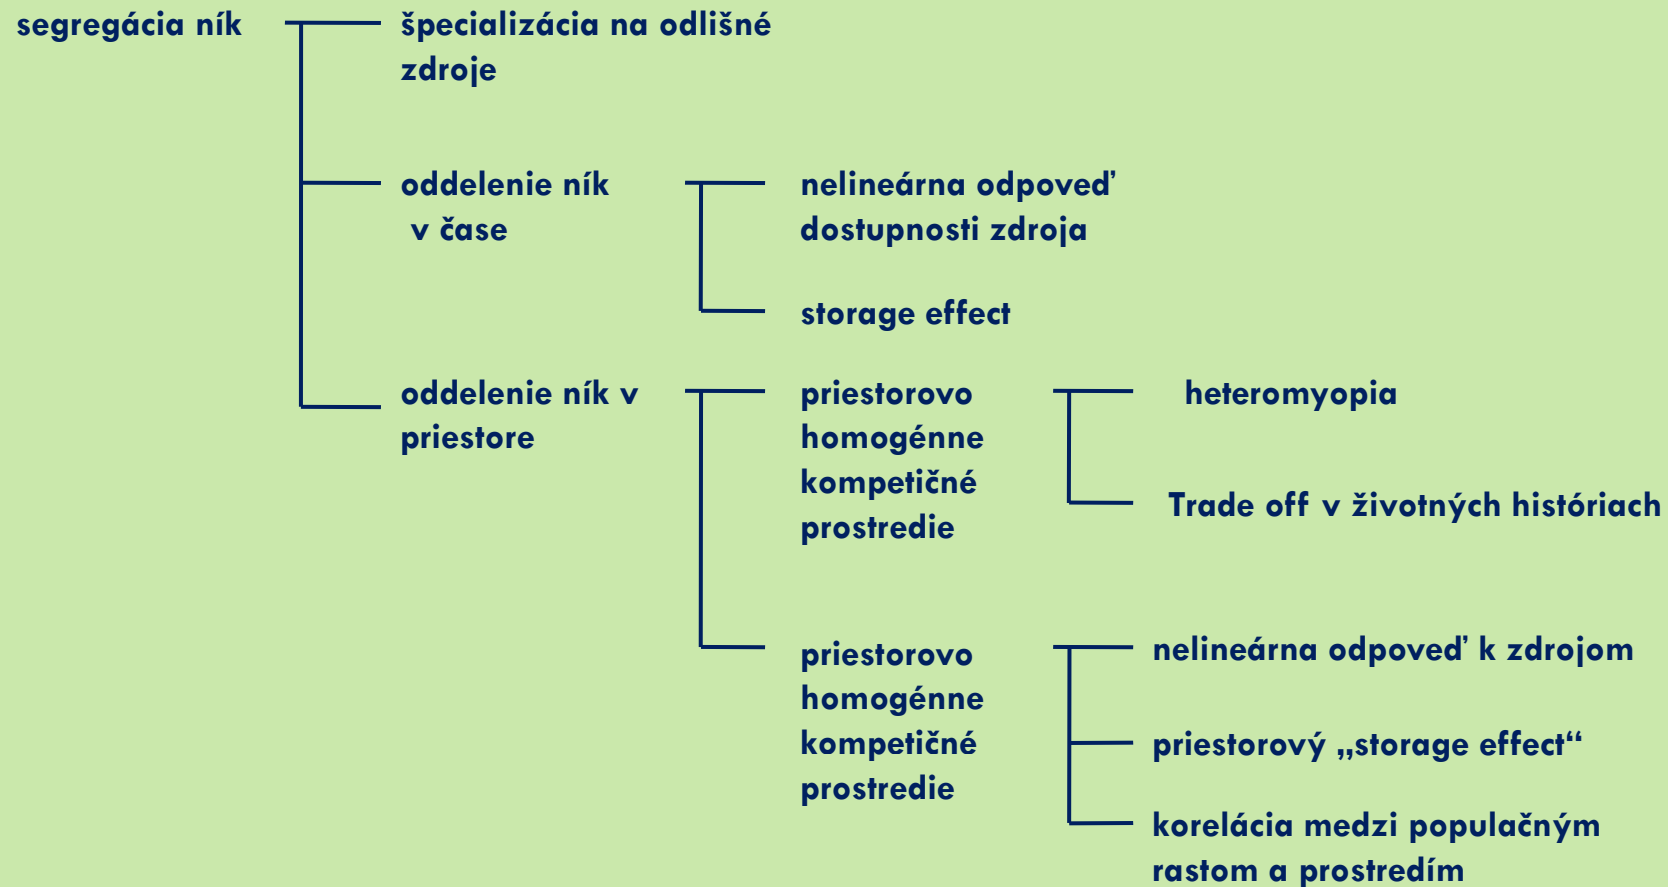 segregácia ník
špecializácia na odlišné
zdroje
oddelenie ník
v čase
nelineárna odpoveď
dostupnosti zdroja
storage effect
oddelenie ník v
priestore
priestorovo
homogénne
kompetičné
prostredie
heteromyopia
Trade off v životných históriach
priestorovo
homogénne
kompetičné
prostredie
nelineárna odpoveď k zdrojom
priestorový „storage effect“
korelácia medzi populačným
rastom a prostredím